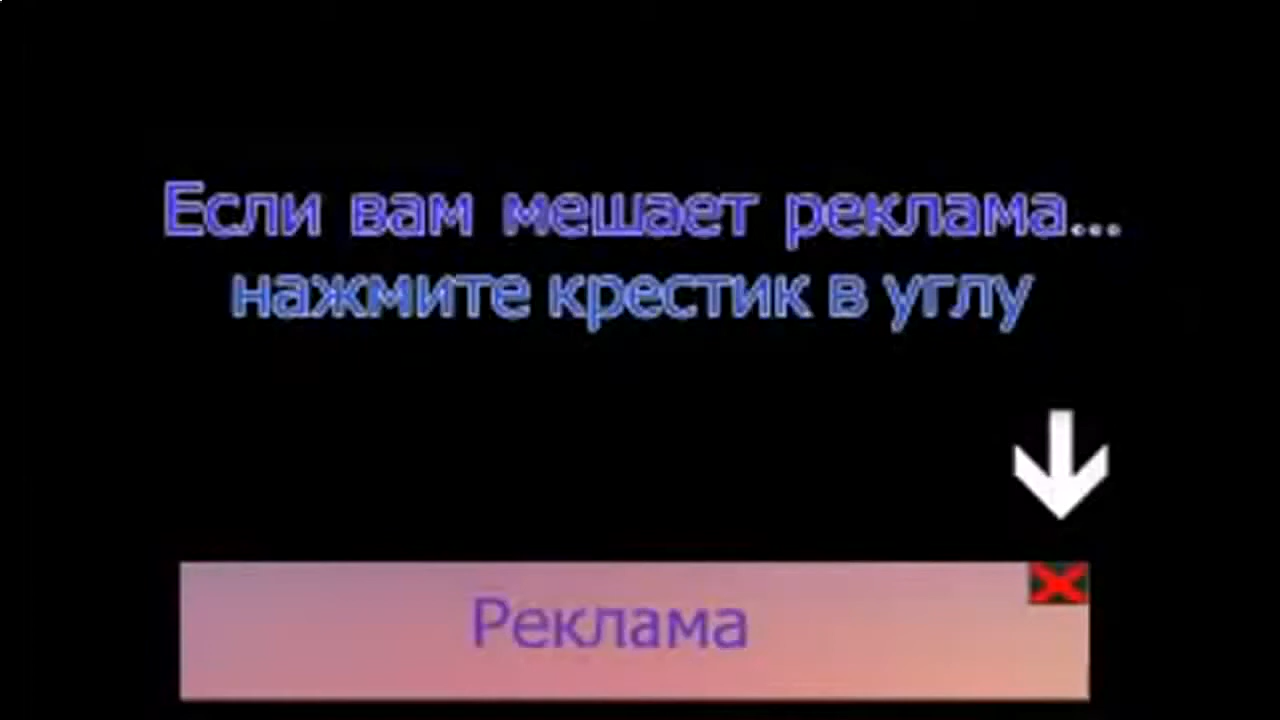 Если вам мешает реклама...
нажмите крестик в углу
Реклама